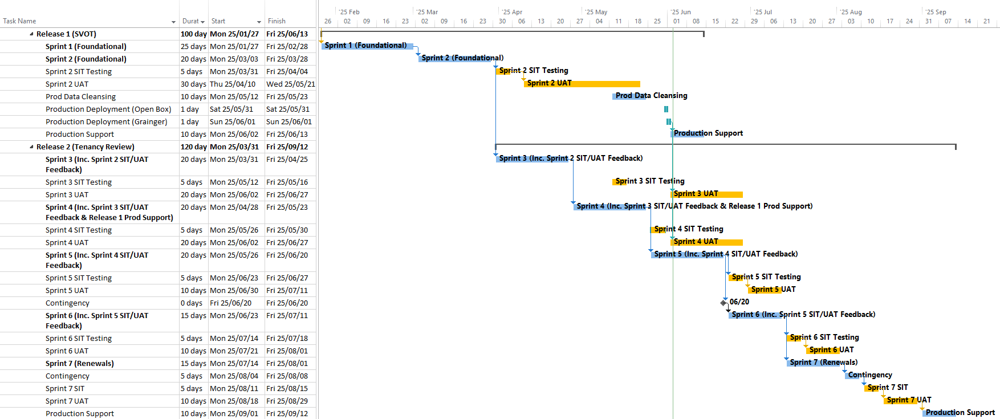 '25 Feb '25 Mar '25 Apr '25 May '25 Jun '25 Jul '25 Aug '25 Sep
Task Name Durat Start Finish 26 02 09 16 23 02 09 16 23 30 06 13 20 27 04 11 18 25 01 08 15 22 29 06 13 20 27 03 10 17 24 31 07 14 21
Release 1 (SVOT) 100 day Mon 25/01/27 Fri 25/06/13
Sprint 1 (Foundational) 25 days Mon 25/01/27 Fri 25/02/28 Sprint 1 (Foundational)
Sprint 2 (Foundational) 20 days Mon 25/03/03 Fri 25/03/28 Sprint 2 (Foundational)
Sprint 2 SIT Testing 5 days Mon 25/03/31 Fri 25/04/04 Sprint 2 SIT Testing
Sprint 2 UAT 30 days Thu 25/04/10 Wed 25/05/21 Sprint 2 UAT
Prod Data Cleansing 10 days Mon 25/05/12 Fri 25/05/23 Prod Data Cleansing
Production Deployment (Open Box) 1 day Sat 25/05/31 Sat 25/05/31
Production Deployment (Grainger) 1 day Sun 25/06/01 Sun 25/06/01
Production Support 10 days Mon 25/06/02 Fri 25/06/13 Production Support
Release 2 (Tenancy Review) 120 day Mon 25/03/31 Fri 25/09/12
Sprint 3 (Inc. Sprint 2 SIT/UAT 20 days Mon 25/03/31 Fri 25/04/25 Sprint 3 (Inc. Sprint 2 SIT/UAT Feedback)
Feedback)
Sprint 3 SIT Testing 5 days Mon 25/05/12 Fri 25/05/16 Sprint 3 SIT Testing
Sprint 3 UAT 20 days Mon 25/06/02 Fri 25/06/27 Sprint 3 UAT
Sprint 4 (Inc. Sprint 3 SIT/UAT 20 days Mon 25/04/28 Fri 25/05/23 Sprint 4 (Inc. Sprint 3 SIT/UAT Feedback & Release 1 Prod Support)
Feedback & Release 1 Prod Support)
Sprint 4 SIT Testing 5 days Mon 25/05/26 Fri 25/05/30 Sprint 4 SIT Testing
Sprint 4 UAT 20 days Mon 25/06/02 Fri 25/06/27 Sprint 4 UAT
Sprint 5 (Inc. Sprint 4 SIT/UAT 20 days Mon 25/05/26 Fri 25/06/20 Sprint 5 (Inc. Sprint 4 SIT/UAT Feedback)
Feedback)
Sprint 5 SIT Testing 5 days Mon 25/06/23 Fri 25/06/27 Sprint 5 SIT Testing
Sprint 5 UAT 10 days Mon 25/06/30 Fri 25/07/11 Sprint 5 UAT
Contingency 0 days Fri 25/06/20 Fri 25/06/20 06/20
Sprint 6 (Inc. Sprint 5 SIT/UAT 15 days Mon 25/06/23 Fri 25/07/11 Sprint 6 (Inc. Sprint 5 SIT/UAT Feedback)
Feedback)
Sprint 6 SIT Testing 5 days Mon 25/07/14 Fri 25/07/18 Sprint 6 SIT Testing
Sprint 6 UAT 10 days Mon 25/07/21 Fri 25/08/01 Sprint 6 UAT
Sprint 7 (Renewals) 15 days Mon 25/07/14 Fri 25/08/01 Sprint 7 (Renewals)
Contingency 5 days Mon 25/08/04 Fri 25/08/08 Contingency
Sprint 7 SIT 5 days Mon 25/08/11 Fri 25/08/15 Sprint 7 SIT
Sprint 7 UAT 10 days Mon 25/08/18 Fri 25/08/29 Sprint 7 UAT
Production Support 10 days Mon 25/09/01 Fri 25/09/12 Production Support